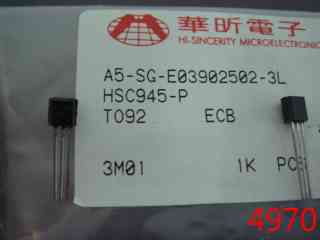 華昕電子
HI-SINCERITY MICROELECTRONIC
A5-SG-E03902502-3L
HSC945-P
TO92 ECB
3M01 1K PCS
4970